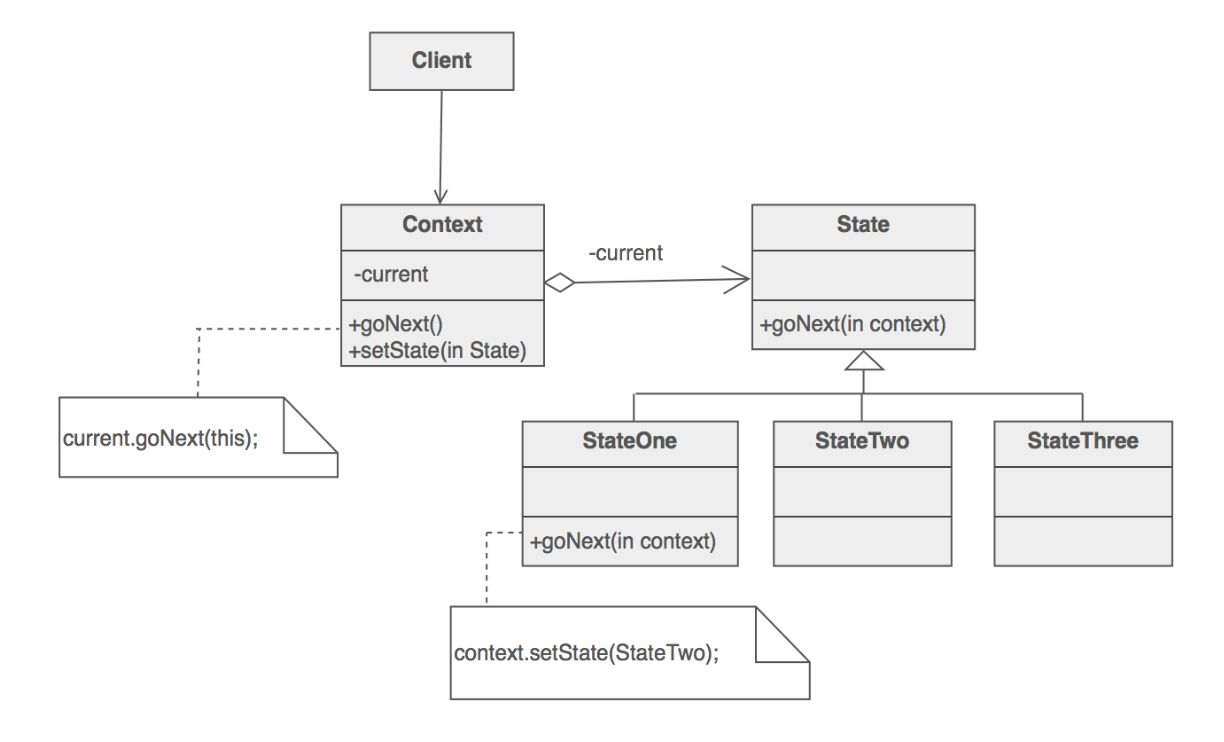 Client
Context
-current
+goNext()
+setState(in State)
-current
State
+goNext(in context)
current.goNext(this);
StateOne
+goNext(in context)
StateTwo
StateThree
context.setState(StateTwo);